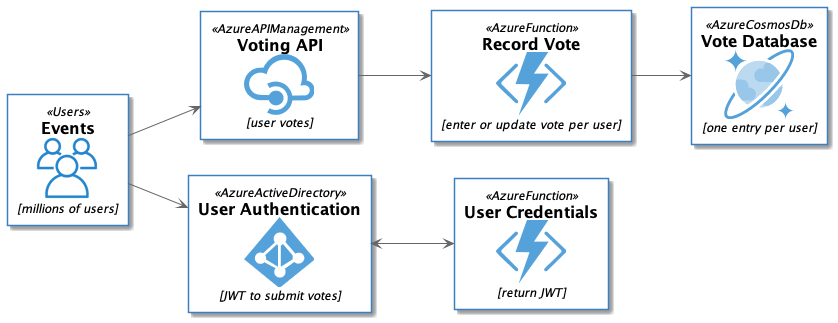 «Users»
Events
[millions of users]
«AzureAPIManagement»
Voting API
[user votes]
«AzureFunction»
Record Vote
[enter or update vote per user]
«AzureCosmosDb»
Vote Database
[one entry per user]
«AzureActiveDirectory»
User Authentication
[JWT to submit votes]
«AzureFunction»
User Credentials
[return JWT]